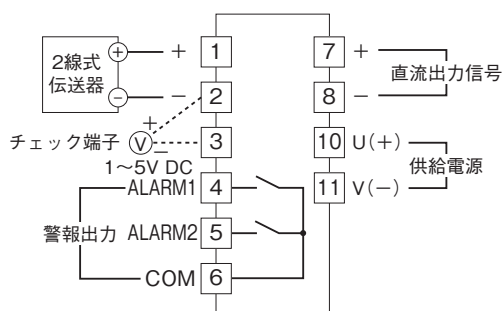 2線式
伝送器
+
−
+ 1
− 2
チェック端子
+
V
−
3
1～5V DC
ALARM1 4
警報出力 ALARM2 5
COM 6
7 +
直流出力信号
8 −
10 U(+)
供給電源
11 V(−)